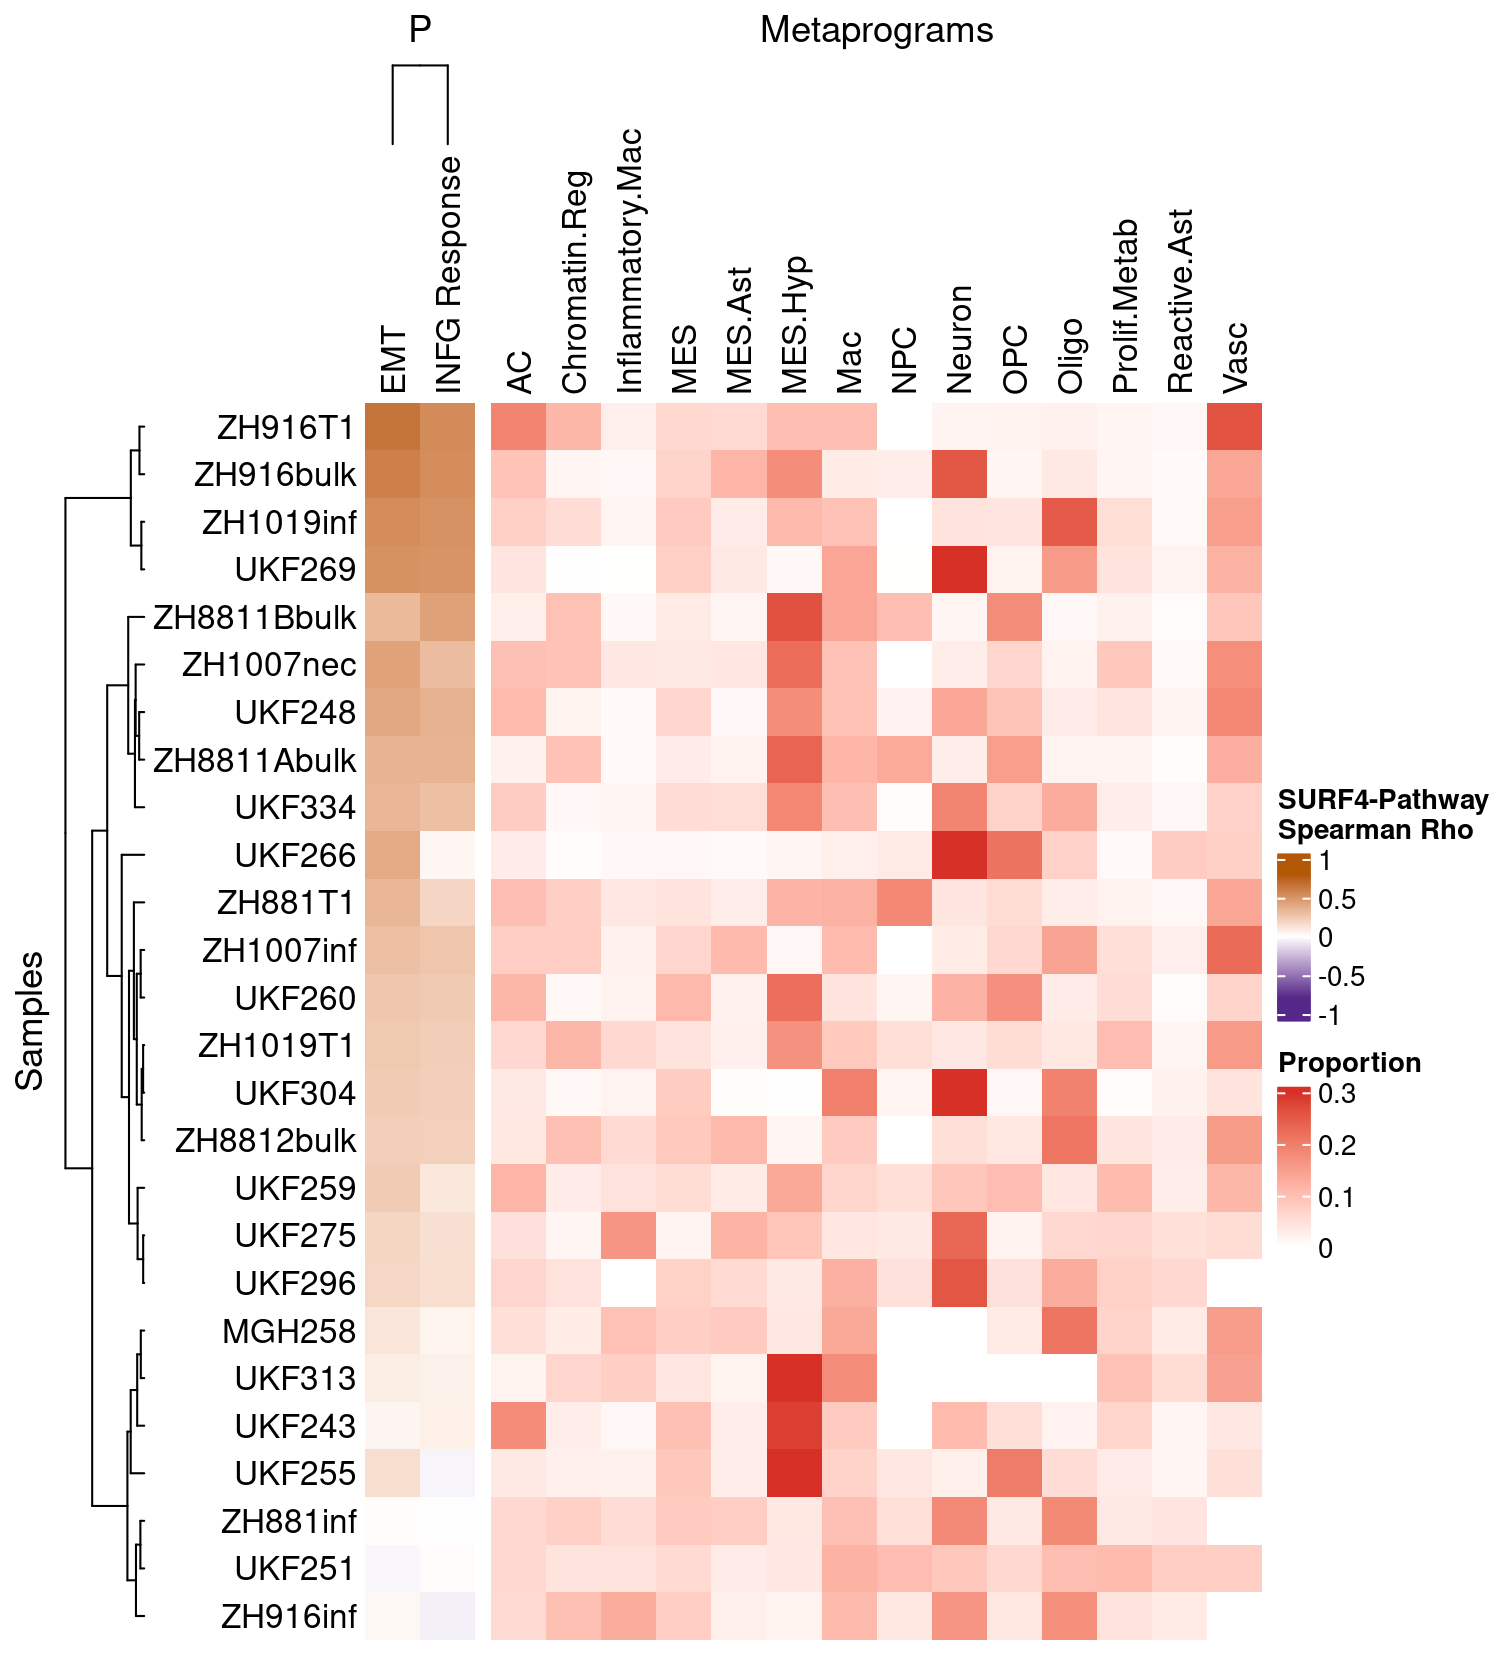 P
Metaprograms
EMT
INFG Response
AC
Chromatin.Reg
Inflammatory.Mac
MES
MES.Ast
MES.Hyp
Mac
NPC
Neuron
OPC
Oligo
Prolif.Metab
Reactive.Ast
Vasc
Samples
ZH916T1
ZH916bulk
ZH1019inf
UKF269
ZH8811Bbulk
ZH1007nec
UKF248
ZH8811Abulk
UKF334
UKF266
ZH881T1
ZH1007inf
UKF260
ZH1019T1
UKF304
ZH8812bulk
UKF259
UKF275
UKF296
MGH258
UKF313
UKF243
UKF255
ZH881inf
UKF251
ZH916inf
SURF4-Pathway
Spearman Rho
1
0.5
0
-0.5
-1
Proportion
0.3
0.2
0.1
0